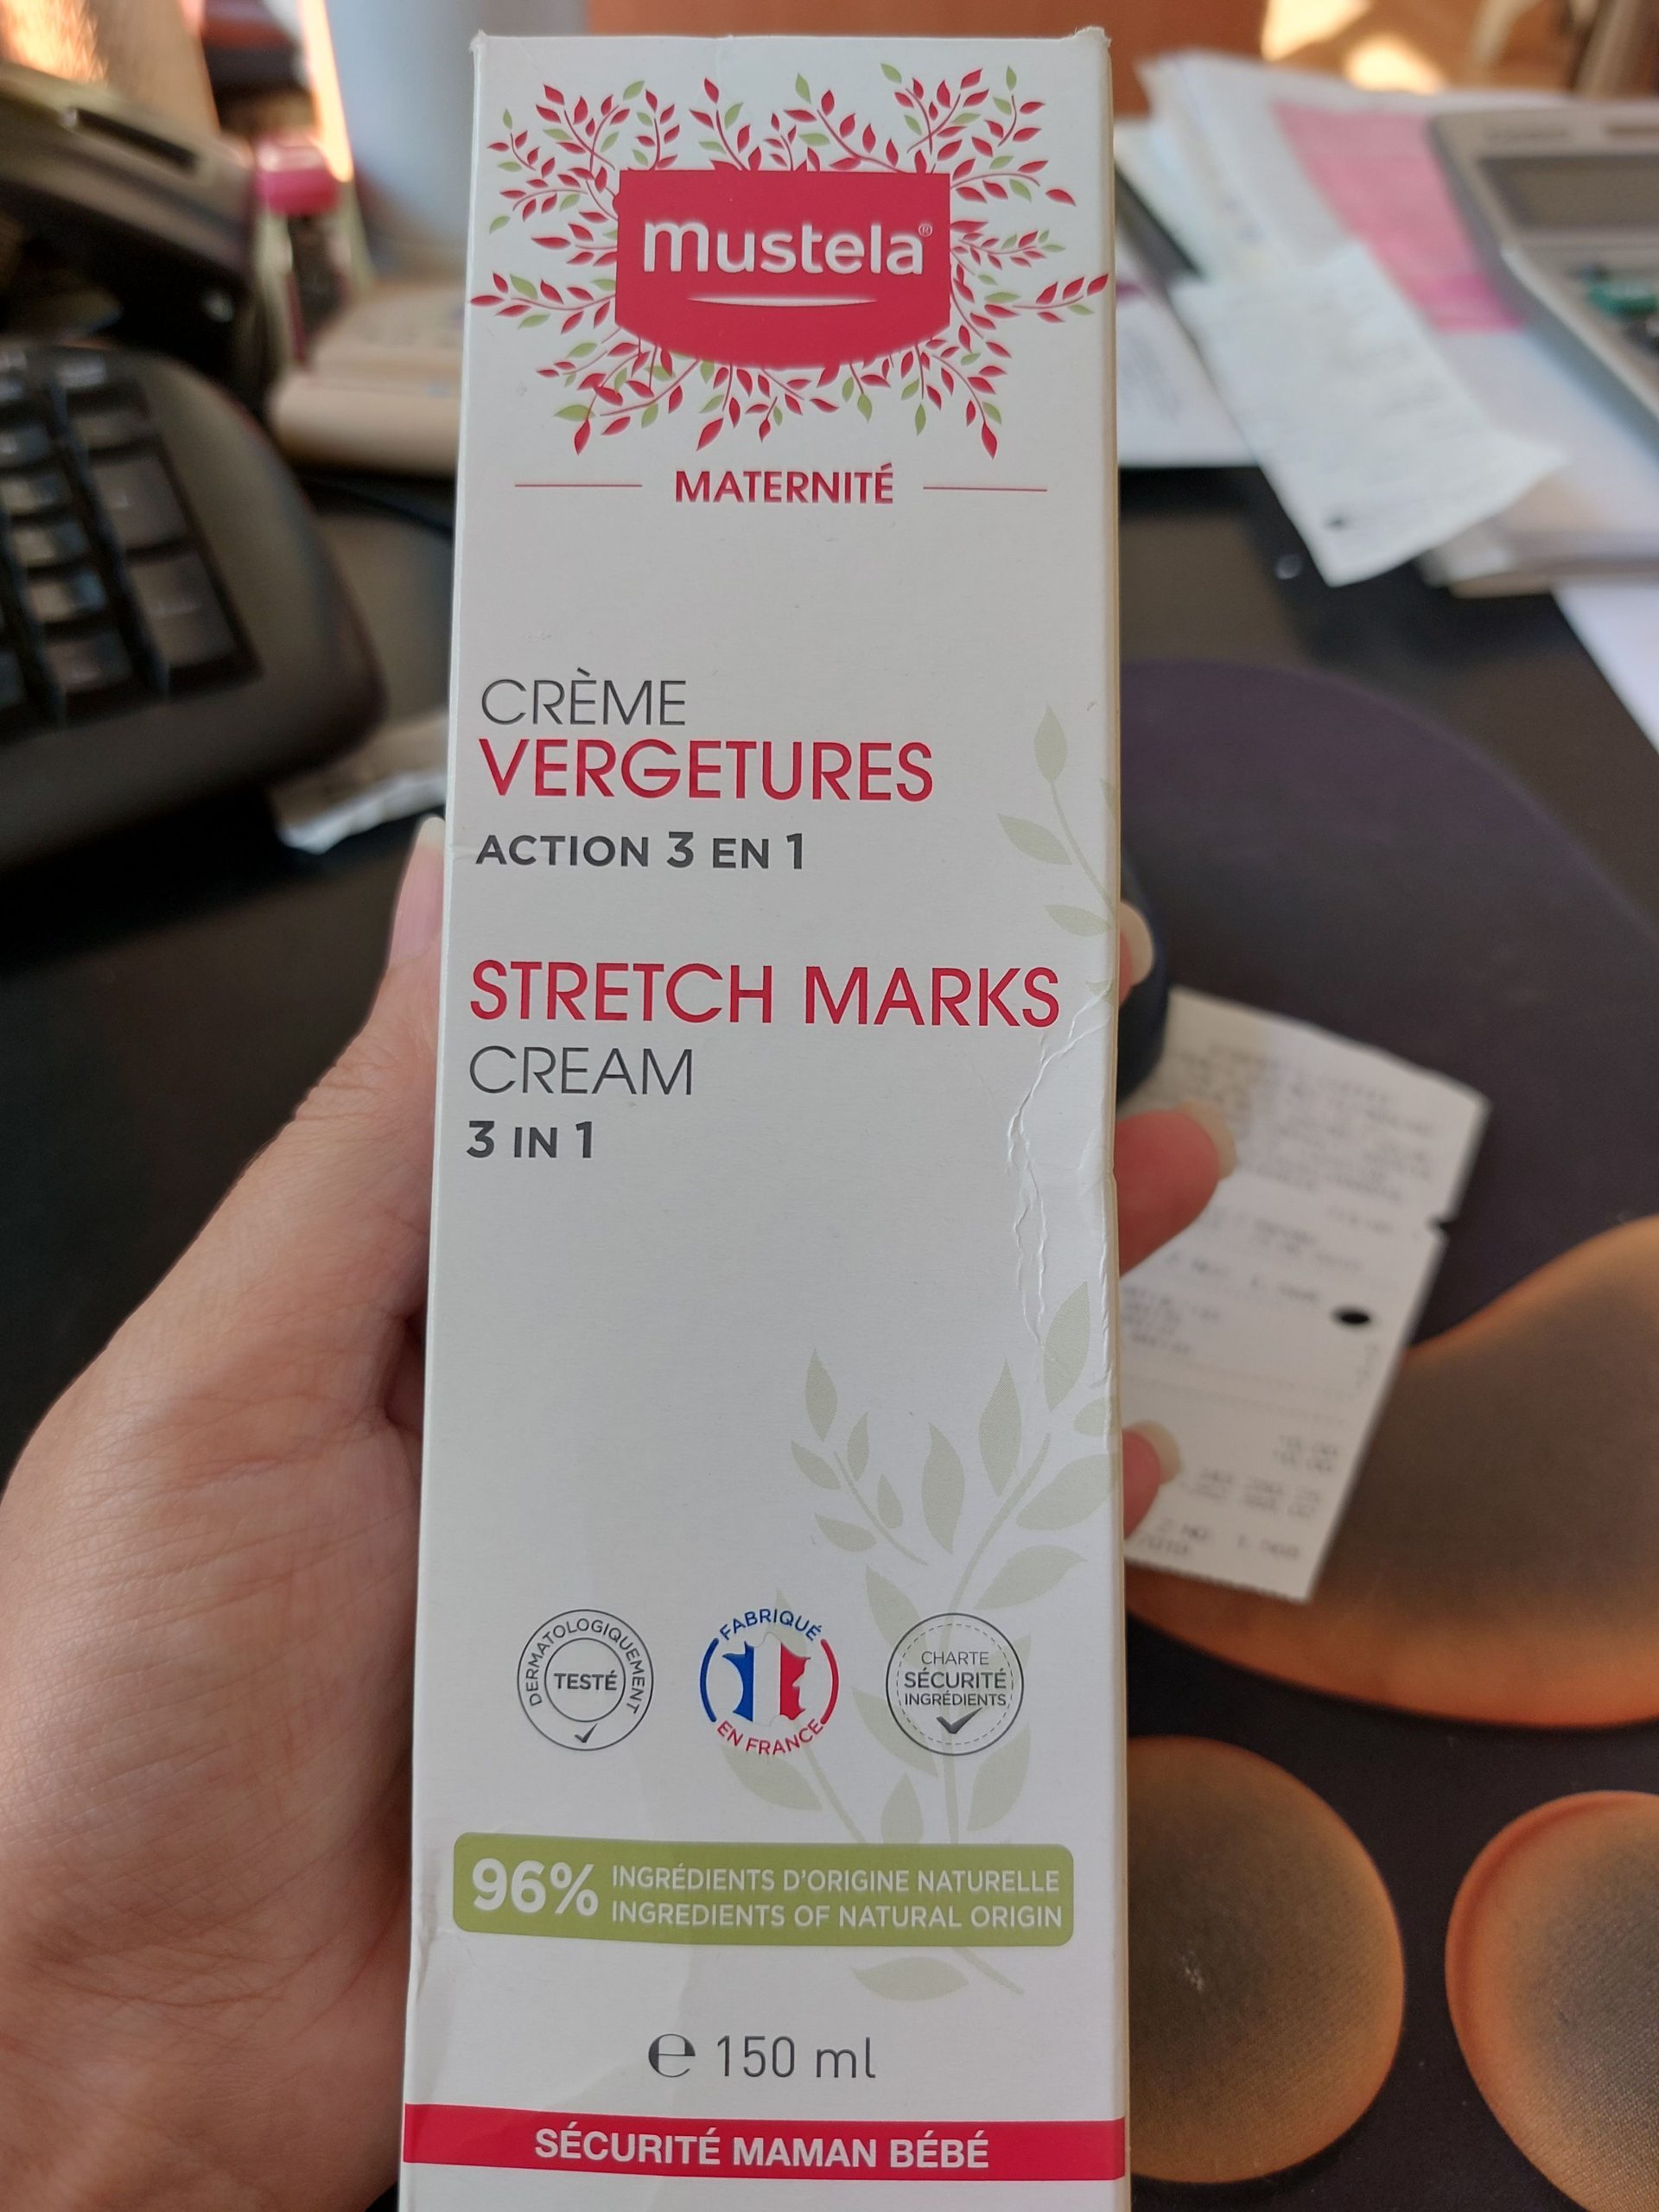 mustela®
MATERNITÉ
CRÈME
VERGETURES
ACTION 3 EN 1
STRETCH MARKS
CREAM
3 IN 1
DERMATOLOGIQUEMENT
TESTÉ
FABRIQUÉ
EN FRANCE
CHARTE
SÉCURITÉ
INGRÉDIENTS
96% INGRÉDIENTS D'ORIGINE NATURELLE
INGREDIENTS OF NATURAL ORIGIN
℮ 150 ml
SÉCURITÉ MAMAN BÉBÉ